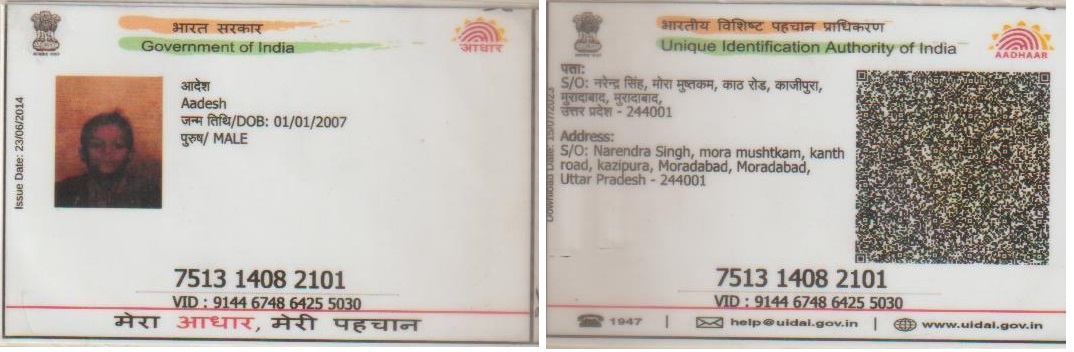 भारत सरकार
Government of India
आधार
Issue Date: 23/06/2014
आदेश
Aadesh
जन्म तिथि/DOB: 01/01/2007
पुरुष/ MALE
7513 1408 2101
VID : 9144 6748 6425 5030
मेरा आधार, मेरी पहचान
भारतीय विशिष्ट पहचान प्राधिकरण
Unique Identification Authority of India
AADHAAR
Download Date:
पता:
S/O: नरेन्द्र सिंह, मोरा मुष्तकम, काठ रोड, काजीपुरा,
मुरादाबाद, मुरादाबाद,
उत्तर प्रदेश - 244001
Address:
S/O: Narendra Singh, mora mushtkam, kanth
road, kazipura, Moradabad, Moradabad,
Uttar Pradesh - 244001
7513 1408 2101
VID : 9144 6748 6425 5030
1947 | help@uidai.gov.in | www.uidai.gov.in